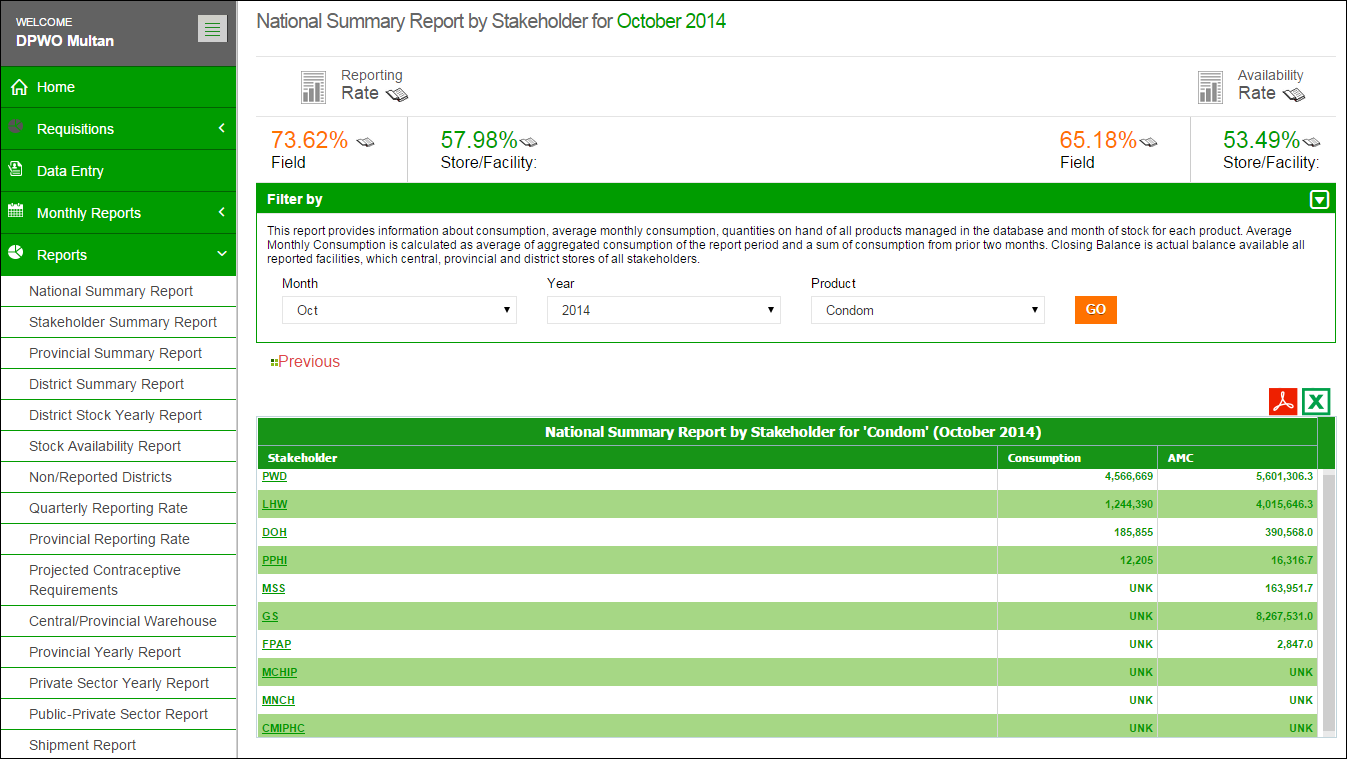 WELCOME
DPWO Multan
Home
Requisitions
Data Entry
Monthly Reports
Reports
National Summary Report
Stakeholder Summary Report
Provincial Summary Report
District Summary Report
District Stock Yearly Report
Stock Availability Report
Non/Reported Districts
Quarterly Reporting Rate
Provincial Reporting Rate
Projected Contraceptive
Requirements
Central/Provincial Warehouse
Provincial Yearly Report
Private Sector Yearly Report
Public-Private Sector Report
Shipment Report
National Summary Report by Stakeholder for October 2014
Reporting
Rate
Availability
Rate
73.62% 57.98% 65.18% 53.49%
Field Store/Facility: Field Store/Facility:
Filter by
This report provides information about consumption, average monthly consumption, quantities on hand of all products managed in the database and month of stock for each product. Average
Monthly Consumption is calculated as average of aggregated consumption of the report period and a sum of consumption from prior two months. Closing Balance is actual balance available all
reported facilities, which central, provincial and district stores of all stakeholders.
Month Year Product
Oct 2014 Condom GO
Previous
National Summary Report by Stakeholder for 'Condom' (October 2014)
Stakeholder Consumption AMC
PWD 4,566,669 5,601,306.3
LHW 1,244,390 4,015,646.3
DOH 185,855 390,568.0
PPHI 12,205 16,316.7
MSS UNK 163,951.7
GS UNK 8,267,531.0
FPAP UNK 2,847.0
MCHIP UNK UNK
MNCH UNK UNK
CMIPHC UNK UNK